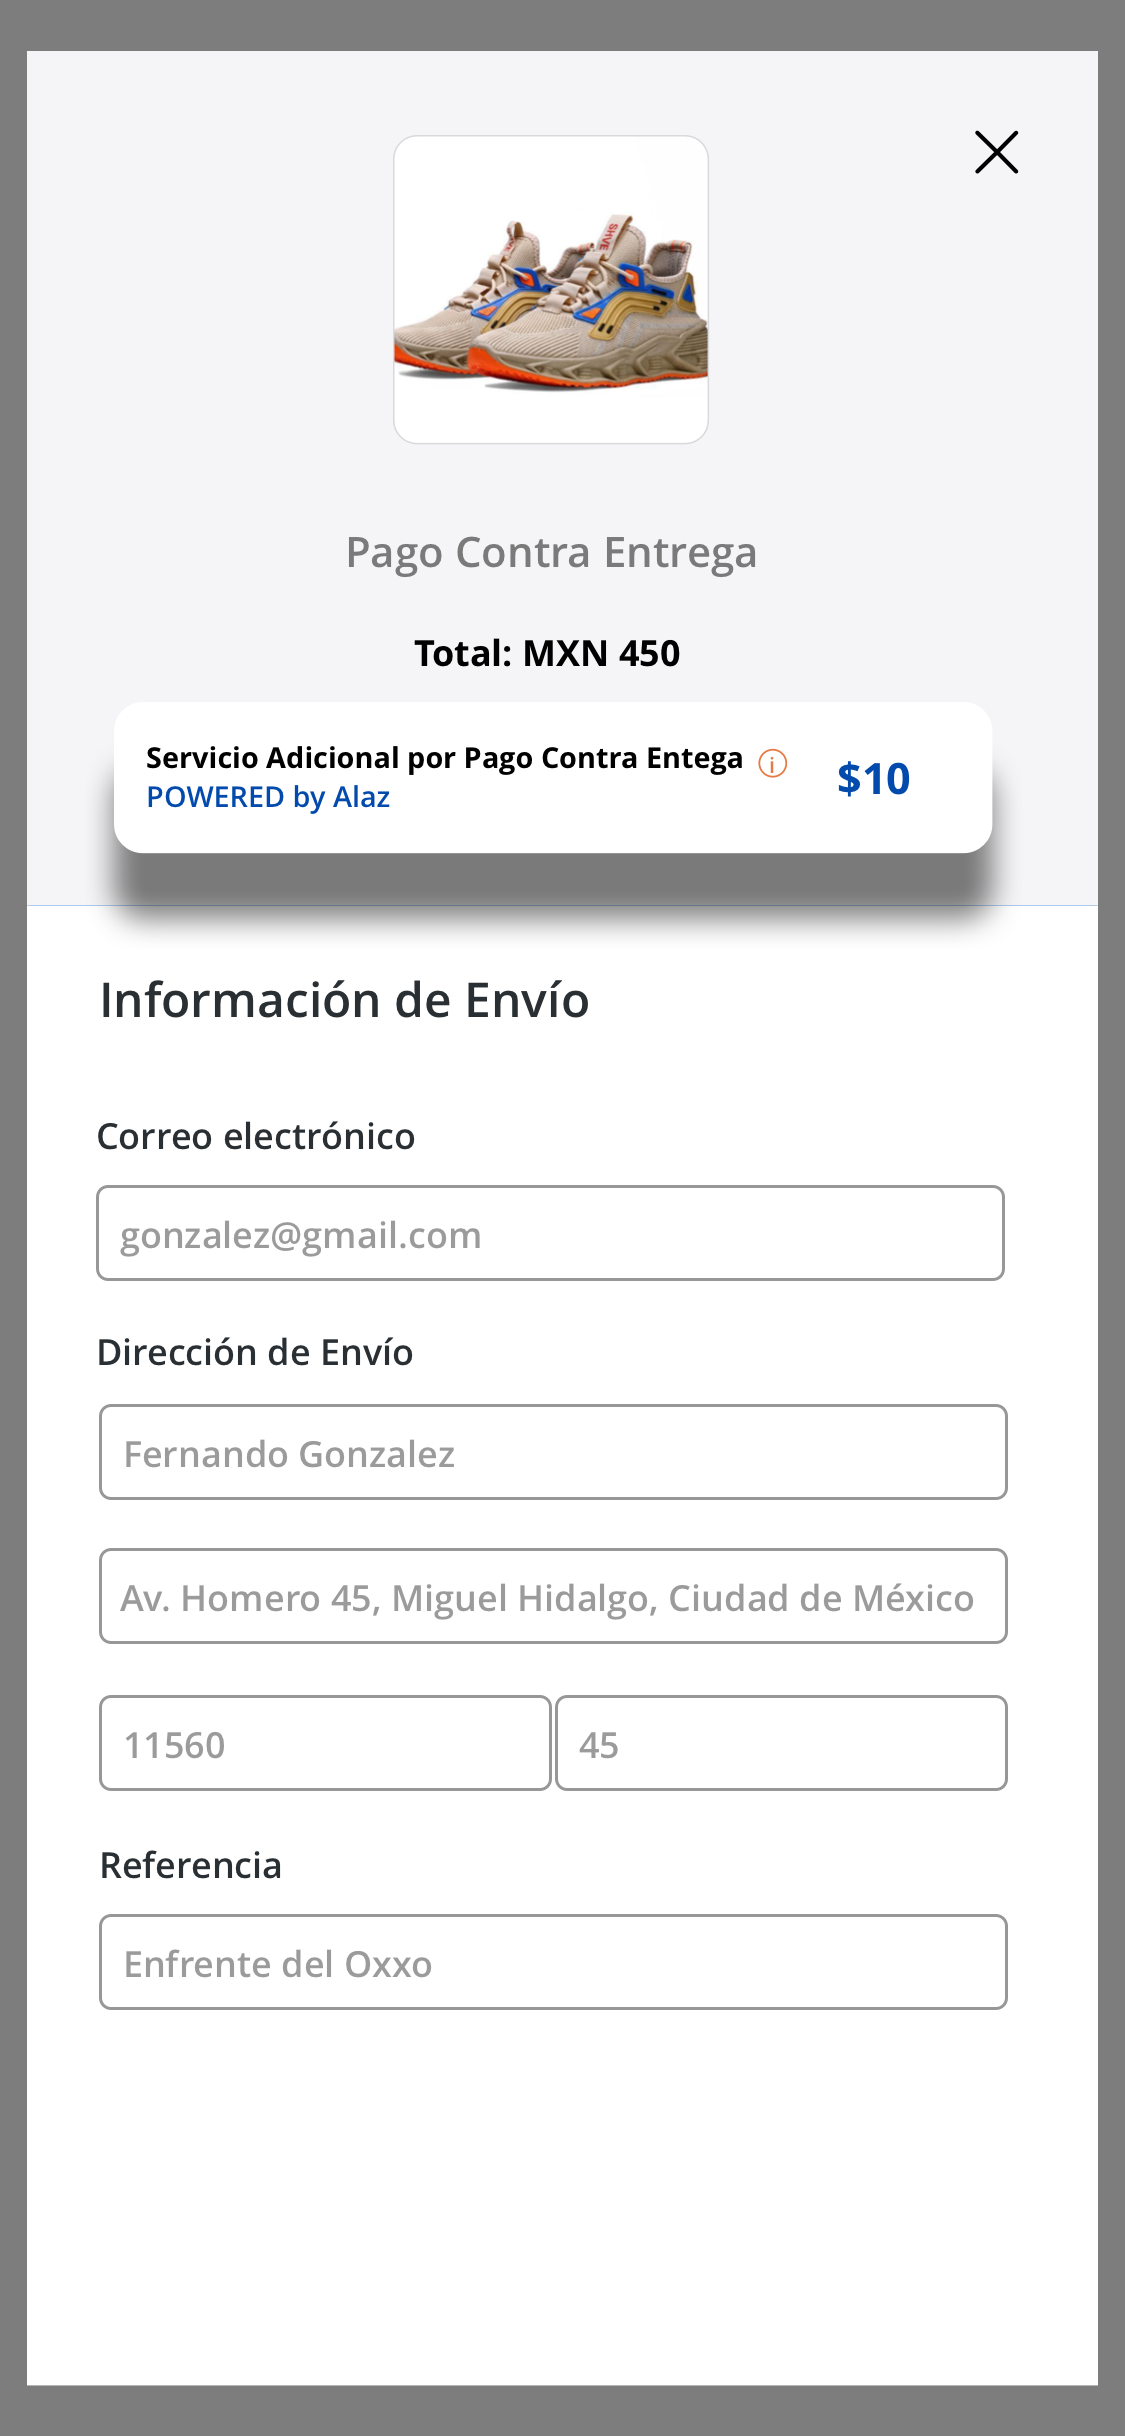 SHVE
Pago Contra Entrega
Total: MXN 450
Servicio Adicional por Pago Contra Entega
POWERED by Alaz
$10
Información de Envío
Correo electrónico
gonzalez@gmail.com
Dirección de Envío
Fernando Gonzalez
Av. Homero 45, Miguel Hidalgo, Ciudad de México
11560
45
Referencia
Enfrente del Oxxo